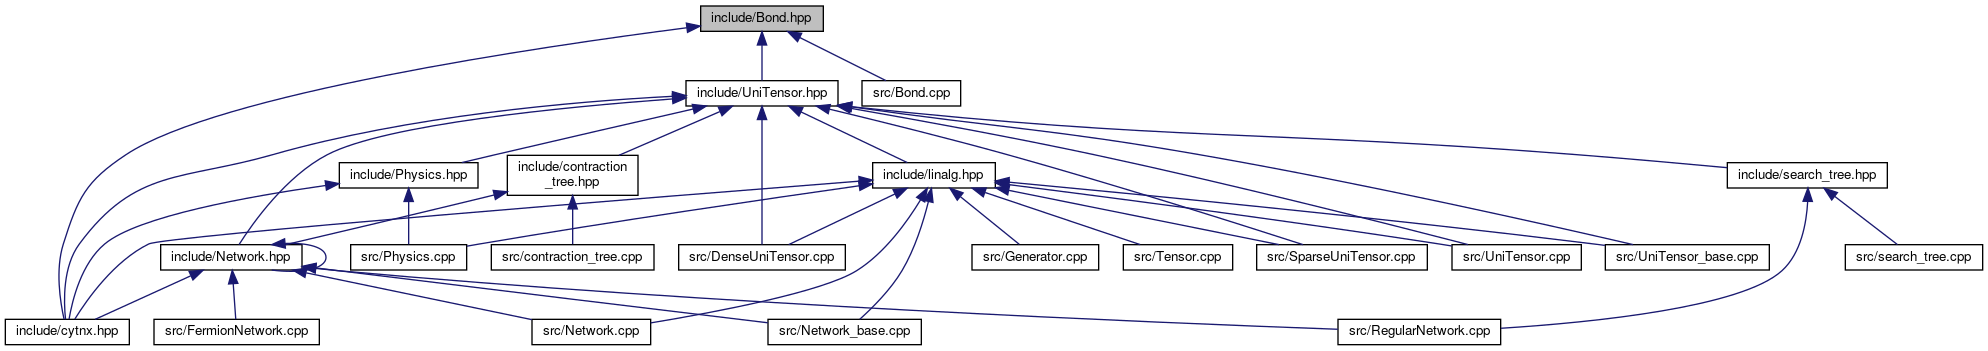 include/Bond.hpp
include/UniTensor.hpp
src/Bond.cpp
include/Physics.hpp
include/contraction
_tree.hpp
include/linalg.hpp
include/search_tree.hpp
include/Network.hpp
src/Physics.cpp
src/contraction_tree.cpp
src/DenseUniTensor.cpp
src/Generator.cpp
src/Tensor.cpp
src/SparseUniTensor.cpp
src/UniTensor.cpp
src/UniTensor_base.cpp
src/search_tree.cpp
include/cytnx.hpp
src/FermionNetwork.cpp
src/Network.cpp
src/Network_base.cpp
src/RegularNetwork.cpp